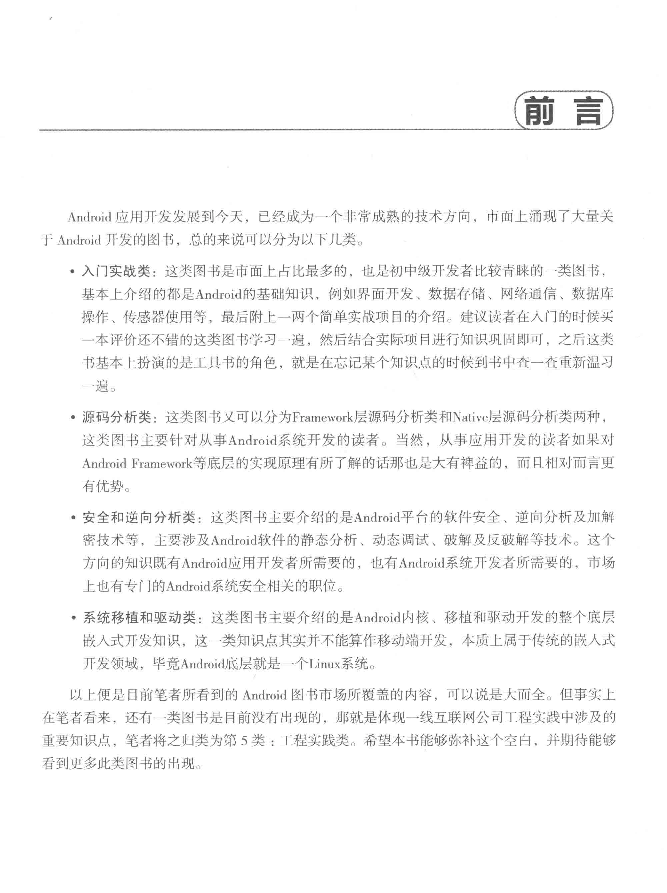 前言
Android 应用开发发展到今天，已经成为一个非常成熟的技术方向，市面上涌现了大量关
于 Android 开发的图书，总的来说可以分为以下几类。
• 入门实战类：这类图书是市面上占比最多的，也是初中级开发者比较青睐的一类图书，
基本上介绍的都是Android的基础知识，例如界面开发、数据存储、网络通信、数据库
操作、传感器使用等，最后附上一两个简单实战项目的介绍。建议读者在入门的时候买
一本评价还不错的这类图书学习一遍，然后结合实际项目进行知识巩固即可，之后这类
书基本上扮演的是工具书的角色，就是在忘记某个知识点的时候到书中查一查重新温习
一遍。
• 源码分析类：这类图书又可以分为Framework层源码分析类和Native层源码分析类两种，
这类图书主要针对从事Android系统开发的读者。当然，从事应用开发的读者如果对
Android Framework等底层的实现原理有所了解的话那也是大有裨益的，而且相对而言更
有优势。
• 安全和逆向分析类：这类图书主要介绍的是Android平台的软件安全、逆向分析及加解
密技术等，主要涉及Android软件的静态分析、动态调试、破解及反破解等技术。这个
方向的知识既有Android应用开发者所需要的，也有Android系统开发者所需要的，市场
上也有专门的Android系统安全相关的职位。
• 系统移植和驱动类：这类图书主要介绍的是Android内核、移植和驱动开发的整个底层
嵌入式开发知识，这一类知识点其实并不能算作移动端开发，本质上属于传统的嵌入式
开发领域，毕竟Android底层就是一个Linux系统。
以上便是目前笔者所看到的 Android 图书市场所覆盖的内容，可以说是大而全。但事实上
在笔者看来，还有一类图书是目前没有出现的，那就是体现一线互联网公司工程实践中涉及的
重要知识点，笔者将之归类为第 5 类：工程实践类。希望本书能够弥补这个空白，并期待能够
看到更多此类图书的出现。